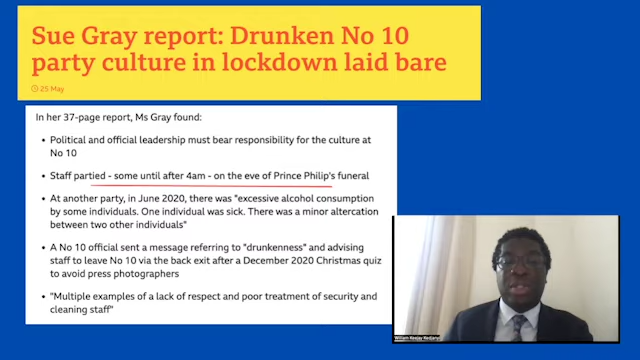 Sue Gray report: Drunken No 10
party culture in lockdown laid bare
25 May
In her 37-page report, Ms Gray found:
• Political and official leadership must bear responsibility for the culture at
No 10
• Staff partied - some until after 4am - on the eve of Prince Philip's funeral
• At another party, in June 2020, there was "excessive alcohol consumption
by some individuals. One individual was sick. There was a minor altercation
between two other individuals"
• A No 10 official sent a message referring to "drunkenness" and advising
staff to leave No 10 via the back exit after a December 2020 Christmas quiz
to avoid press photographers
• "Multiple examples of a lack of respect and poor treatment of security and
cleaning staff"
William